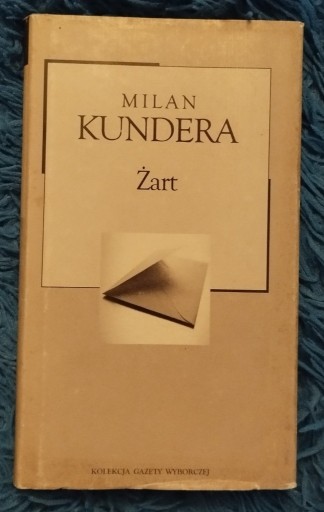 MILAN
KUNDERA
Żart
KOLEKCJA GAZETY WYBORCZEJ